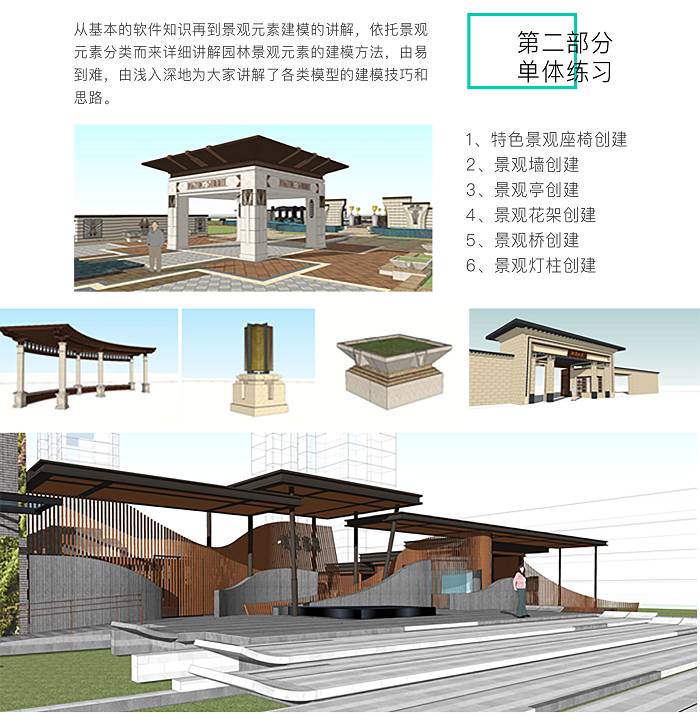 从基本的软件知识再到景观元素建模的讲解，依托景观
元素分类而来详细讲解园林景观元素的建模方法，由易
到难，由浅入深地为大家讲解了各类模型的建模技巧和
思路。
第二部分
单体练习
1、特色景观座椅创建
2、景观墙创建
3、景观亭创建
4、景观花架创建
5、景观桥创建
6、景观灯柱创建